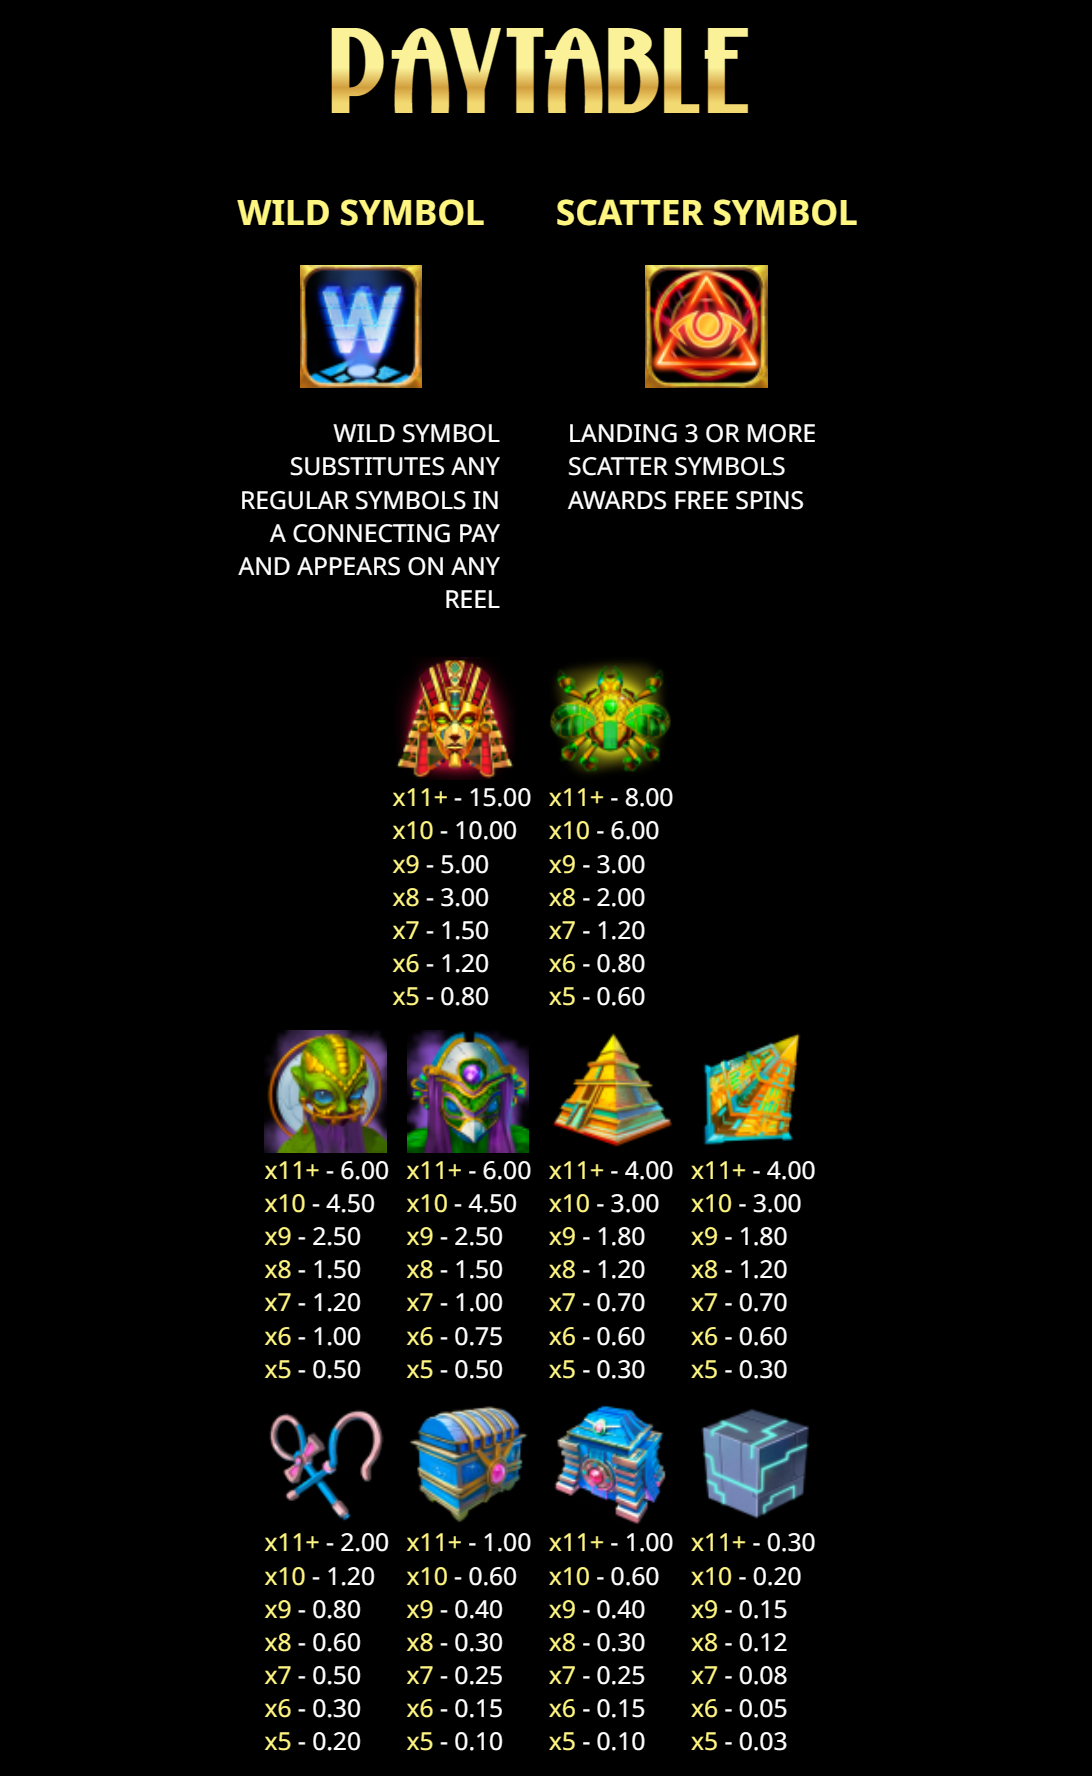 PAYTABLE
WILD SYMBOL
SCATTER SYMBOL
W
WILD SYMBOL
SUBSTITUTES ANY
REGULAR SYMBOLS IN
A CONNECTING PAY
AND APPEARS ON ANY
REEL
LANDING 3 OR MORE
SCATTER SYMBOLS
AWARDS FREE SPINS
x11+ - 15.00
x10 - 10.00
x9 - 5.00
x8 - 3.00
x7 - 1.50
x6 - 1.20
x5 - 0.80
x11+ - 8.00
x10 - 6.00
x9 - 3.00
x8 - 2.00
x7 - 1.20
x6 - 0.80
x5 - 0.60
x11+ - 6.00
x10 - 4.50
x9 - 2.50
x8 - 1.50
x7 - 1.20
x6 - 1.00
x5 - 0.50
x11+ - 6.00
x10 - 4.50
x9 - 2.50
x8 - 1.50
x7 - 1.00
x6 - 0.75
x5 - 0.50
x11+ - 4.00
x10 - 3.00
x9 - 1.80
x8 - 1.20
x7 - 0.70
x6 - 0.60
x5 - 0.30
x11+ - 4.00
x10 - 3.00
x9 - 1.80
x8 - 1.20
x7 - 0.70
x6 - 0.60
x5 - 0.30
x11+ - 2.00
x10 - 1.20
x9 - 0.80
x8 - 0.60
x7 - 0.50
x6 - 0.30
x5 - 0.20
x11+ - 1.00
x10 - 0.60
x9 - 0.40
x8 - 0.30
x7 - 0.25
x6 - 0.15
x5 - 0.10
x11+ - 1.00
x10 - 0.60
x9 - 0.40
x8 - 0.30
x7 - 0.25
x6 - 0.15
x5 - 0.10
x11+ - 0.30
x10 - 0.20
x9 - 0.15
x8 - 0.12
x7 - 0.08
x6 - 0.05
x5 - 0.03